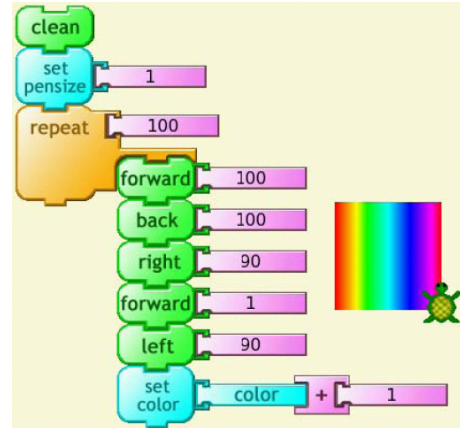 clean
set
pensize 1
repeat 100
forward 100
back 100
right 90
forward 1
left 90
set
color color + 1